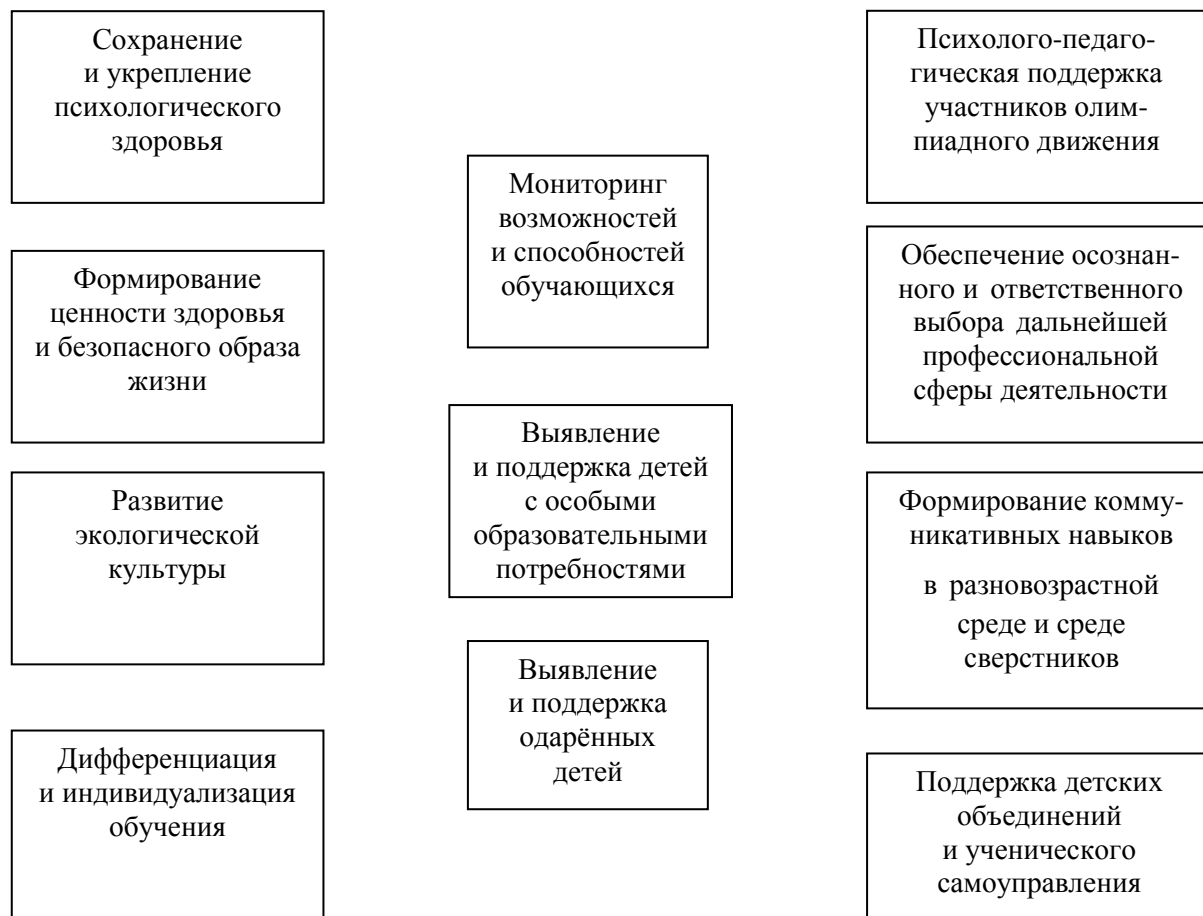 Сохранение
и укрепление
психологического
здоровья
Формирование
ценности здоровья
и безопасного образа
жизни
Развитие
экологической
культуры
Дифференциация
и индивидуализация
обучения
Мониторинг
возможностей
и способностей
обучающихся
Выявление
и поддержка детей
с особыми
образовательными
потребностями
Выявление
и поддержка
одарённых
детей
Психолого-педаго-
гическая поддержка
участников олим-
пиадного движения
Обеспечение осознан-
ного и ответственного
выбора дальнейшей
профессиональной
сферы деятельности
Формирование комму-
никативных навыков
в разновозрастной
среде и среде
сверстников
Поддержка детских
объединений
и ученического
самоуправления